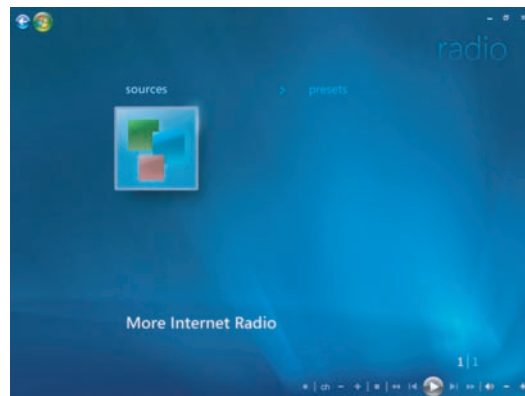 radio
sources > presets
More Internet Radio
1|1
ch − +